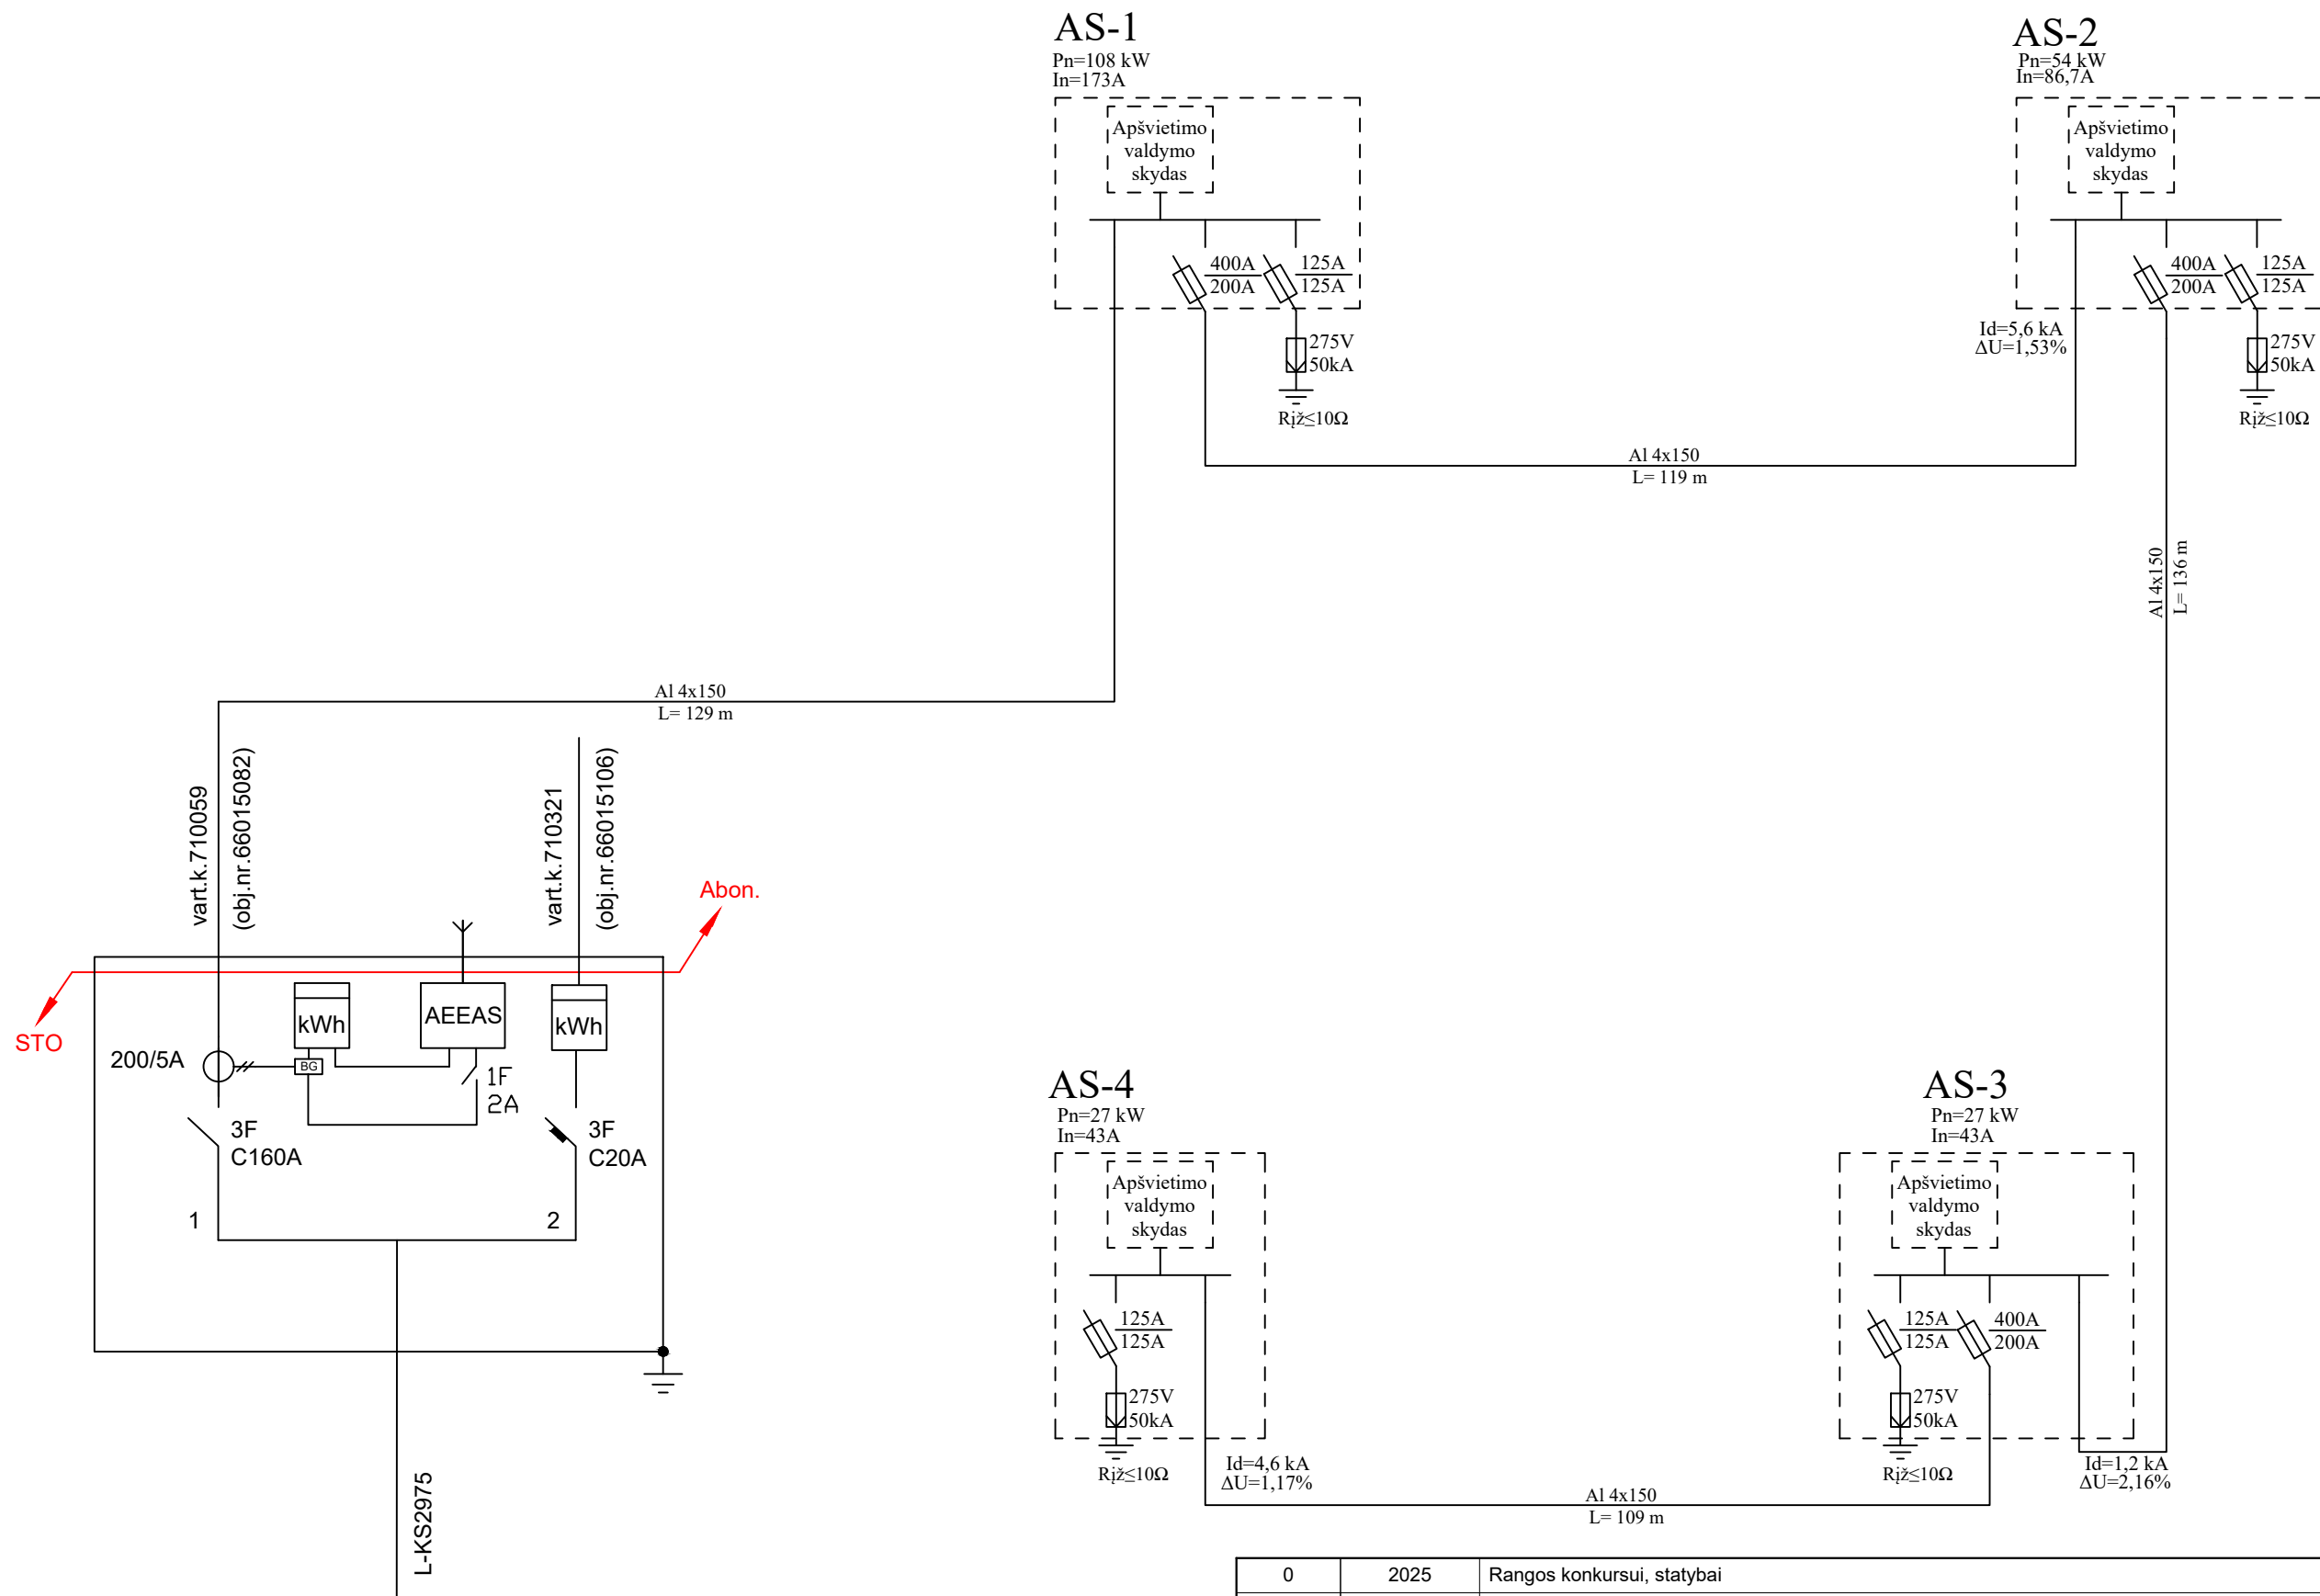 AS-1
Pn=108 kW
In=173A
Apšvietimo
valdymo
skydas
400A
200A
125A
125A
275V
50kA
Rįž≤10Ω
AS-2
Pn=54 kW
In=86,7A
Apšvietimo
valdymo
skydas
400A
200A
125A
125A
Id=5,6 kA
ΔU=1,53%
275V
50kA
Rįž≤10Ω
Al 4x150
L= 119 m
Al 4x150
L= 136 m
Al 4x150
L= 129 m
vart.k.710059
(obj.nr.66015082)
vart.k.710321
(obj.nr.66015106)
Abon.
STO
kWh
AEEAS
kWh
200/5A
BG
1F
2A
3F
C160A
3F
C20A
1
2
L-KS2975
AS-4
Pn=27 kW
In=43A
Apšvietimo
valdymo
skydas
125A
125A
275V
50kA
Rįž≤10Ω
Id=4,6 kA
ΔU=1,17%
AS-3
Pn=27 kW
In=43A
Apšvietimo
valdymo
skydas
125A
125A
400A
200A
275V
50kA
Rįž≤10Ω
Id=1,2 kA
ΔU=2,16%
Al 4x150
L= 109 m
0 2025 Rangos konkursui, statybai